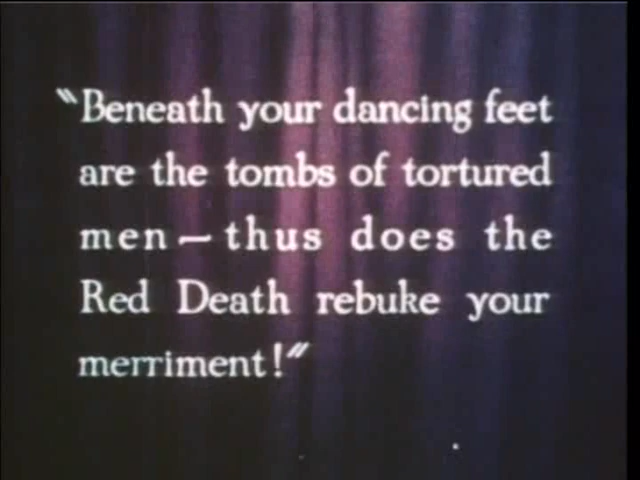 "Beneath your dancing feet
are the tombs of tortured
men — thus does the
Red Death rebuke your
merriment!"